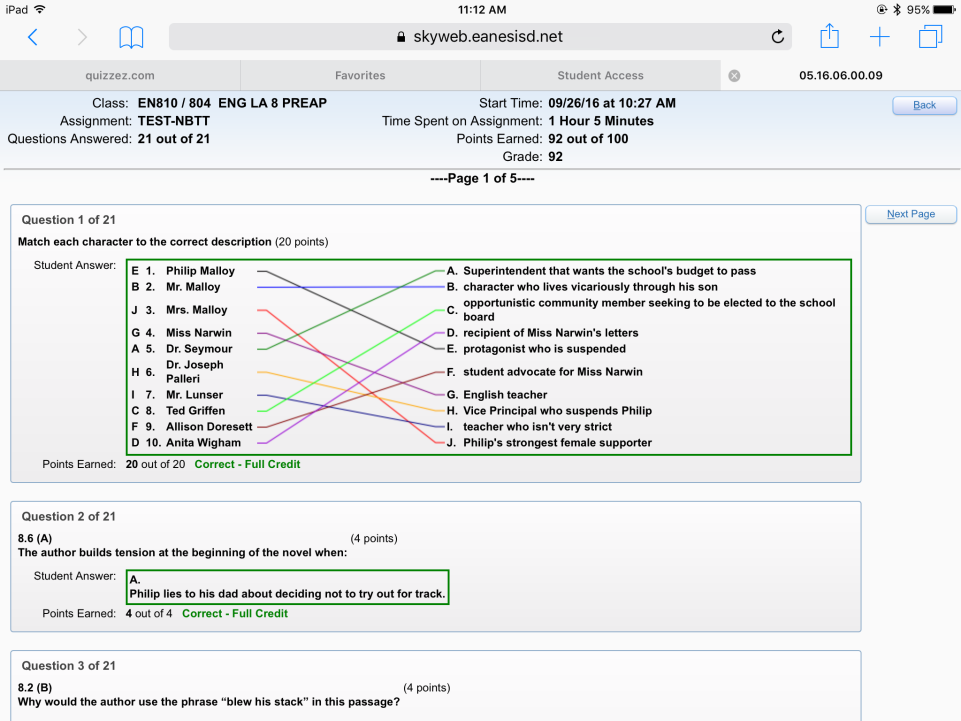 iPad 11:12 AM 95%
skyweb.eanesisd.net
quizzez.com Favorites Student Access 05.16.06.00.09
Class: EN810 / 804 ENG LA 8 PREAP Start Time: 09/26/16 at 10:27 AM Back
Assignment: TEST-NBTT Time Spent on Assignment: 1 Hour 5 Minutes
Questions Answered: 21 out of 21 Points Earned: 92 out of 100
Grade: 92
----Page 1 of 5----
Next Page
Question 1 of 21
Match each character to the correct description (20 points)
Student Answer:
E 1. Philip Malloy A. Superintendent that wants the school's budget to pass
B 2. Mr. Malloy B. character who lives vicariously through his son
J 3. Mrs. Malloy C. opportunistic community member seeking to be elected to the school
board
G 4. Miss Narwin D. recipient of Miss Narwin's letters
A 5. Dr. Seymour E. protagonist who is suspended
H 6. Dr. Joseph
Palleri F. student advocate for Miss Narwin
I 7. Mr. Lunser G. English teacher
C 8. Ted Griffen H. Vice Principal who suspends Philip
F 9. Allison Doresett I. teacher who isn't very strict
D 10. Anita Wigham J. Philip's strongest female supporter
Points Earned: 20 out of 20 Correct - Full Credit
Question 2 of 21
8.6 (A) (4 points)
The author builds tension at the beginning of the novel when:
Student Answer: A.
Philip lies to his dad about deciding not to try out for track.
Points Earned: 4 out of 4 Correct - Full Credit
Question 3 of 21
8.2 (B) (4 points)
Why would the author use the phrase “blew his stack” in this passage?